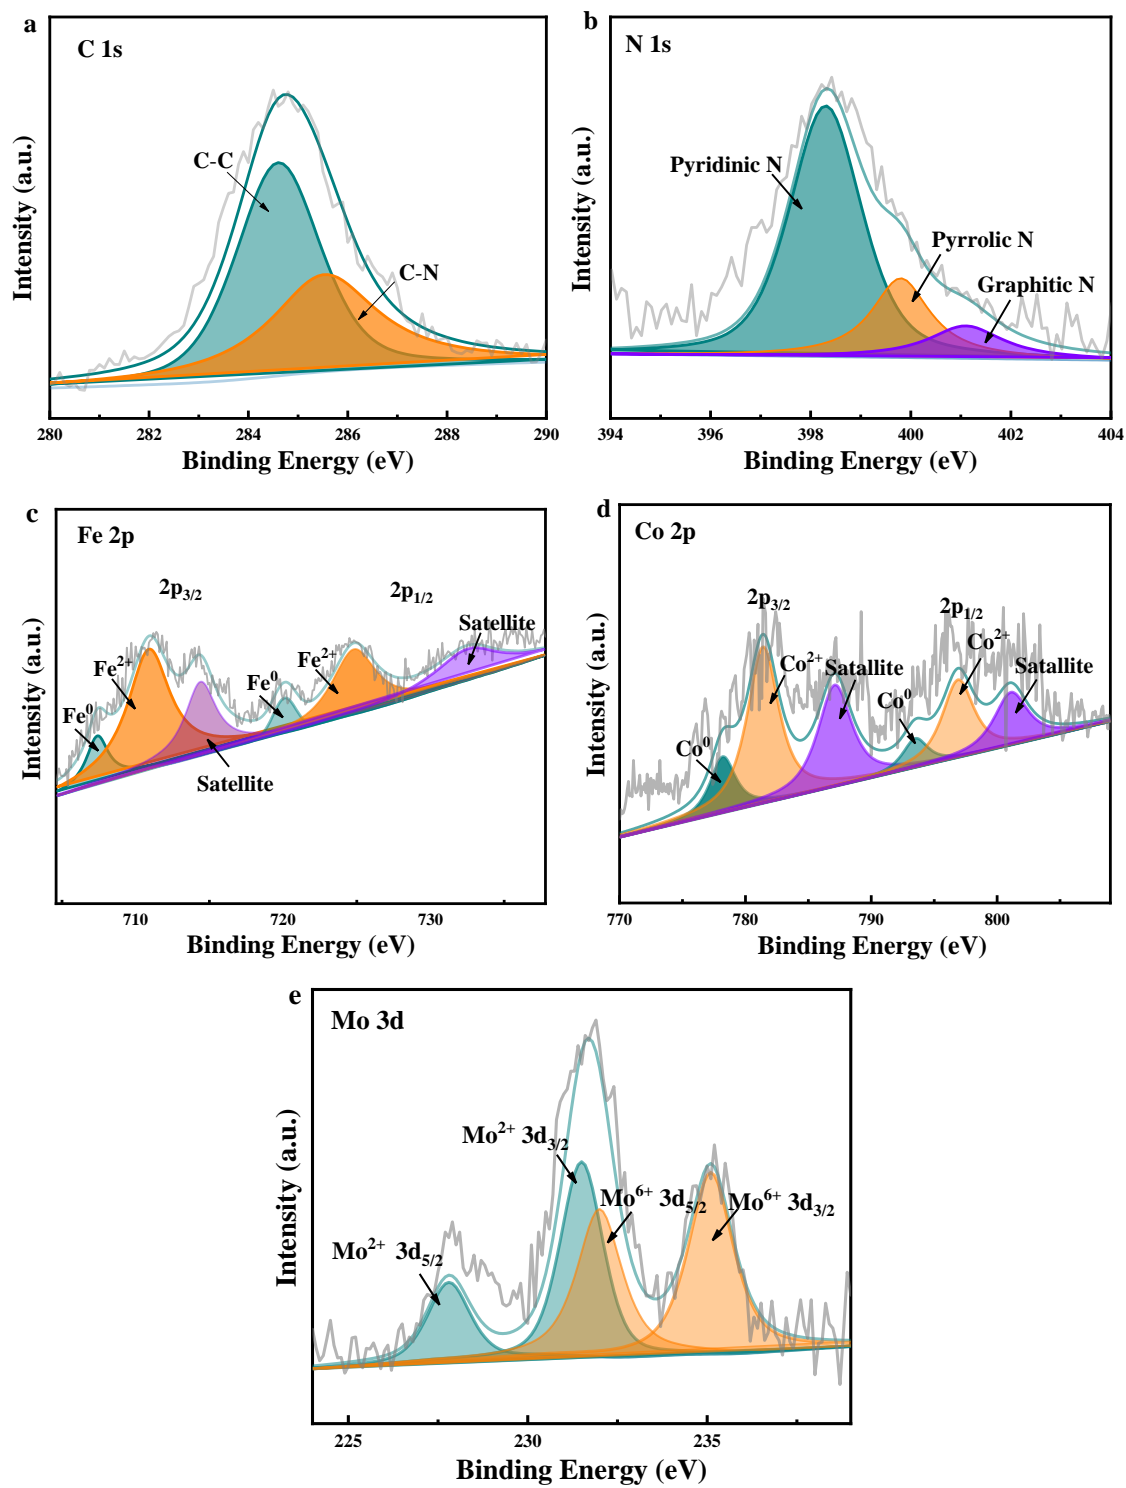 a
C 1s
C-C
C-N
Intensity (a.u.)
280 282 284 286 288 290
Binding Energy (eV)
b
N 1s
Pyridinic N
Pyrrolic N
Graphitic N
Intensity (a.u.)
394 396 398 400 402 404
Binding Energy (eV)
c
Fe 2p
2p3/2
2p1/2
Satellite
Fe2+
Fe2+
Fe0
Fe0
Satellite
Intensity (a.u.)
710 720 730
Binding Energy (eV)
d
Co 2p
2p3/2
2p1/2
Co2+
Co2+
Satallite
Satallite
Co0
Co0
Intensity (a.u.)
770 780 790 800
Binding Energy (eV)
e
Mo 3d
Mo2+ 3d3/2
Mo6+ 3d5/2
Mo6+ 3d3/2
Mo2+ 3d5/2
Intensity (a.u.)
225 230 235
Binding Energy (eV)